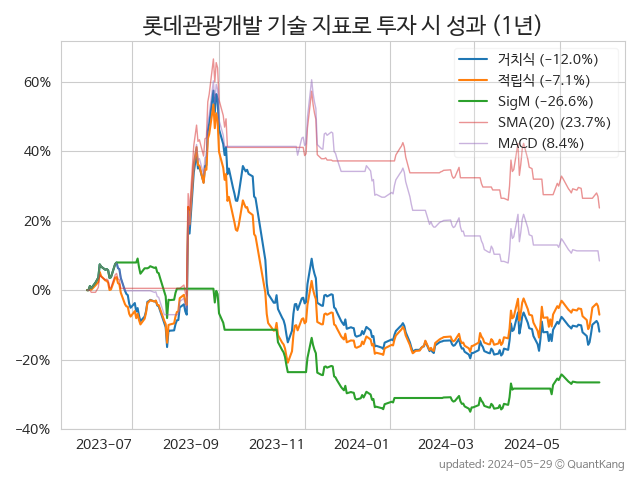 롯데관광개발 기술 지표로 투자 시 성과 (1년)
거치식 (-12.0%)
적립식 (-7.1%)
SigM (-26.6%)
SMA(20) (23.7%)
MACD (8.4%)
60%
40%
20%
0%
-20%
-40%
2023-07 2023-09 2023-11 2024-01 2024-03 2024-05
updated: 2024-05-29 © QuantKang